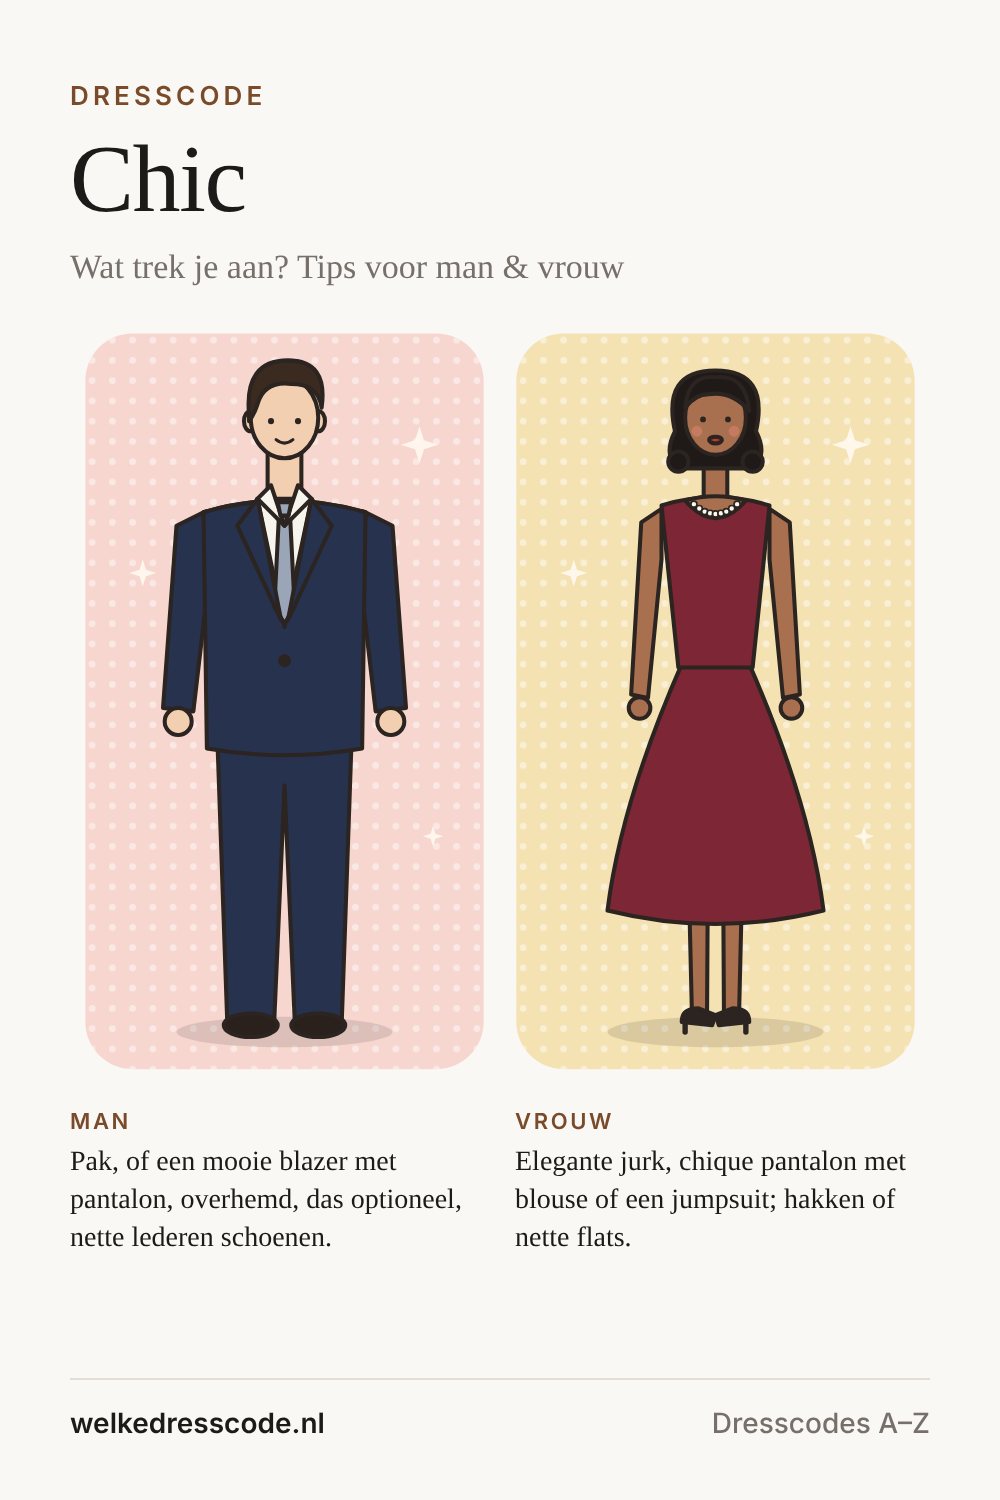 DRESSCODE
Chic
Wat trek je aan? Tips voor man & vrouw
MAN
Pak, of een mooie blazer met
pantalon, overhemd, das optioneel,
nette lederen schoenen.
VROUW
Elegante jurk, chique pantalon met
blouse of een jumpsuit; hakken of
nette flats.
welkedresscode.nl
Dresscodes A–Z